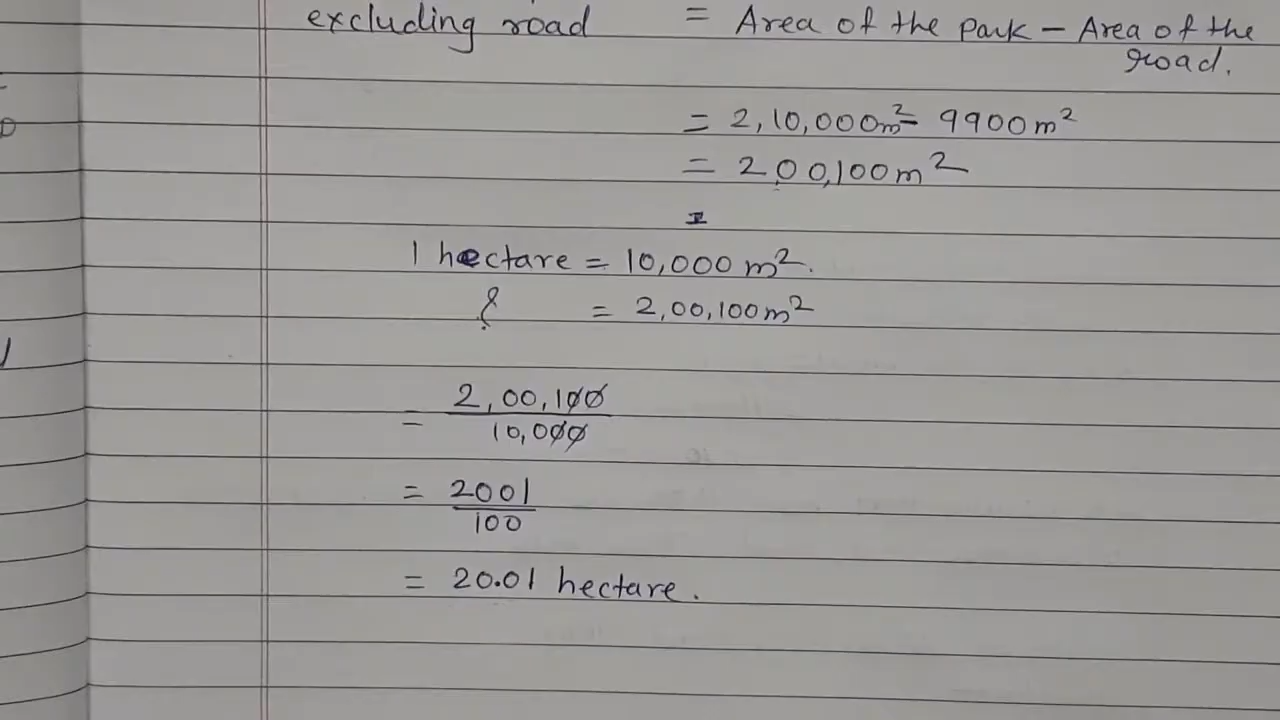 excluding road = Area of the park - Area of the
road.
= 2,10,000m² - 9900m²
= 2,00,100m²
1 hectare = 10,000 m².
? = 2,00,100m²
= 2,00,100 / 10,000
= 2001 / 100
= 20.01 hectare.